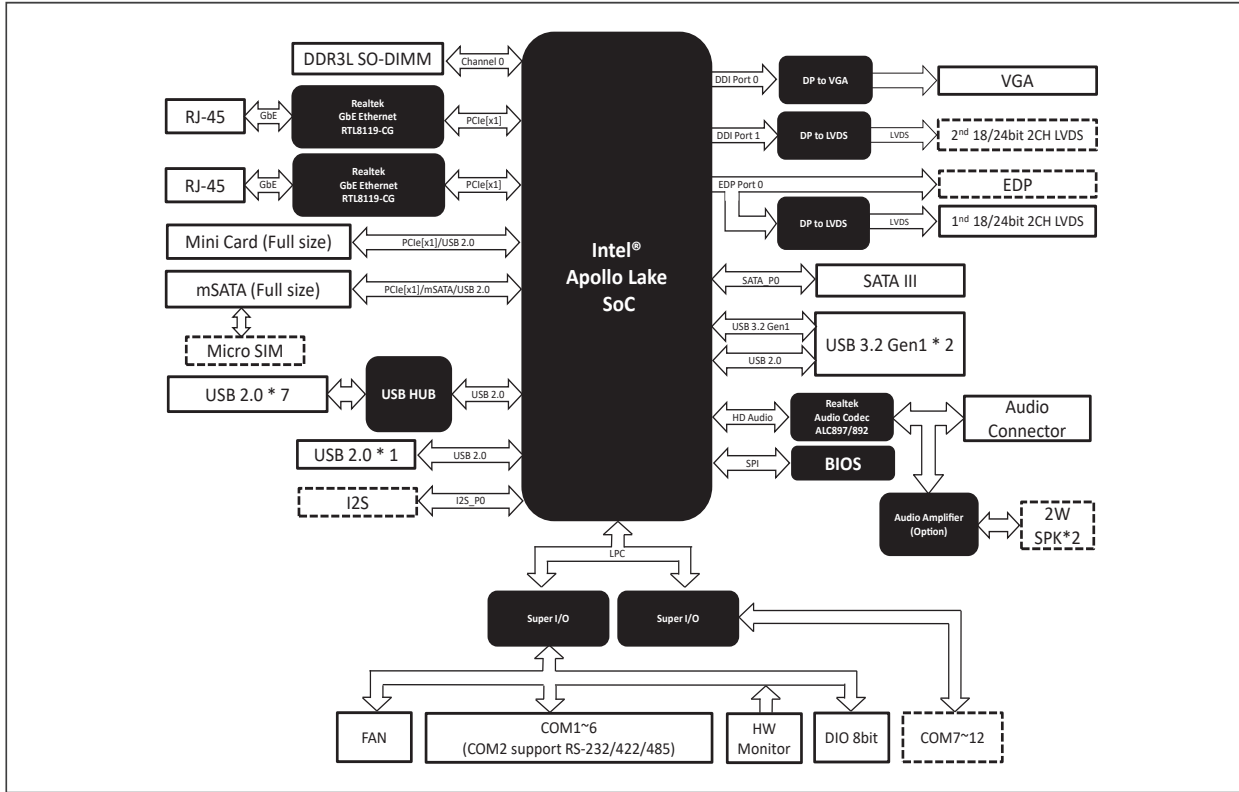 DDR3L SO-DIMM
Channel 0
RJ-45
GbE
Realtek
GbE Ethernet
RTL8119-CG
PCIe[x1]
RJ-45
GbE
Realtek
GbE Ethernet
RTL8119-CG
PCIe[x1]
Mini Card (Full size)
PCIe[x1]/USB 2.0
mSATA (Full size)
PCIe[x1]/mSATA/USB 2.0
Micro SIM
USB 2.0 * 7
USB HUB
USB 2.0
USB 2.0 * 1
USB 2.0
I2S
I2S_P0
Intel®
Apollo Lake
SoC
DDI Port 0
DP to VGA
VGA
DDI Port 1
DP to LVDS
LVDS
2nd 18/24bit 2CH LVDS
EDP Port 0
EDP
DP to LVDS
LVDS
1nd 18/24bit 2CH LVDS
SATA_P0
SATA III
USB 3.2 Gen1
USB 2.0
USB 3.2 Gen1 * 2
HD Audio
Realtek
Audio Codec
ALC897/892
Audio
Connector
SPI
BIOS
Audio Amplifier
(Option)
2W
SPK*2
LPC
Super I/O
Super I/O
FAN
COM1~6
(COM2 support RS-232/422/485)
HW
Monitor
DIO 8bit
COM7~12